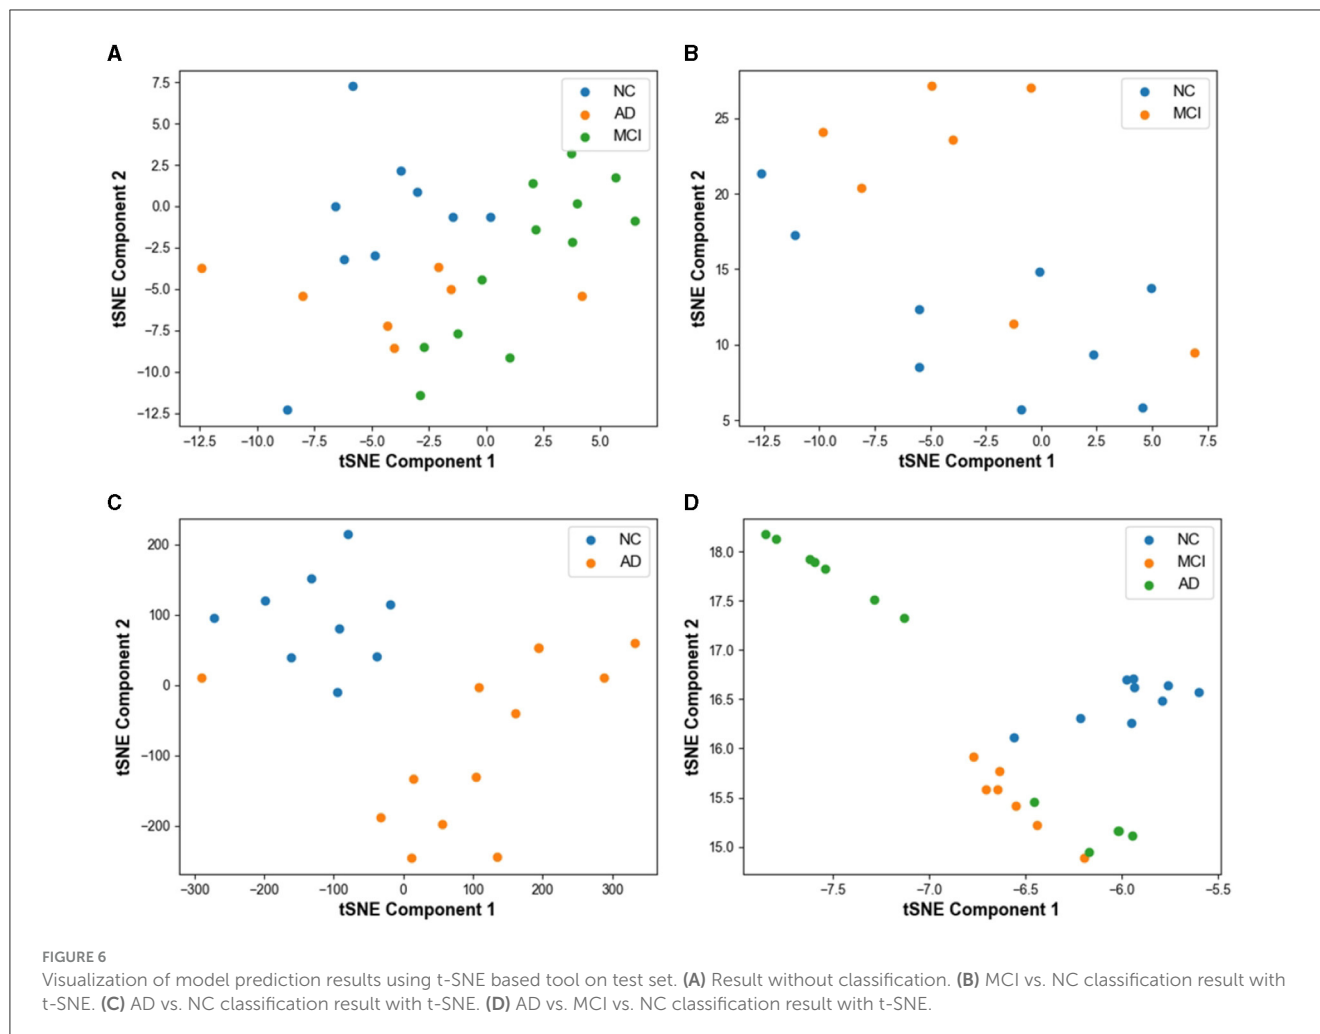 A
7.5
5.0
2.5
0.0
−2.5
−5.0
−7.5
−10.0
−12.5
tSNE Component 2
NC
AD
MCI
−12.5 −10.0 −7.5 −5.0 −2.5 0.0 2.5 5.0
tSNE Component 1
B
25
20
15
10
5
tSNE Component 2
NC
MCI
−12.5 −10.0 −7.5 −5.0 −2.5 0.0 2.5 5.0 7.5
tSNE Component 1
C
200
100
0
−100
−200
tSNE Component 2
NC
AD
−300 −200 −100 0 100 200 300
tSNE Component 1
D
18.0
17.5
17.0
16.5
16.0
15.5
15.0
tSNE Component 2
NC
MCI
AD
−7.5 −7.0 −6.5 −6.0 −5.5
tSNE Component 1
FIGURE 6
Visualization of model prediction results using t-SNE based tool on test set. (A) Result without classification. (B) MCI vs. NC classification result with
t-SNE. (C) AD vs. NC classification result with t-SNE. (D) AD vs. MCI vs. NC classification result with t-SNE.